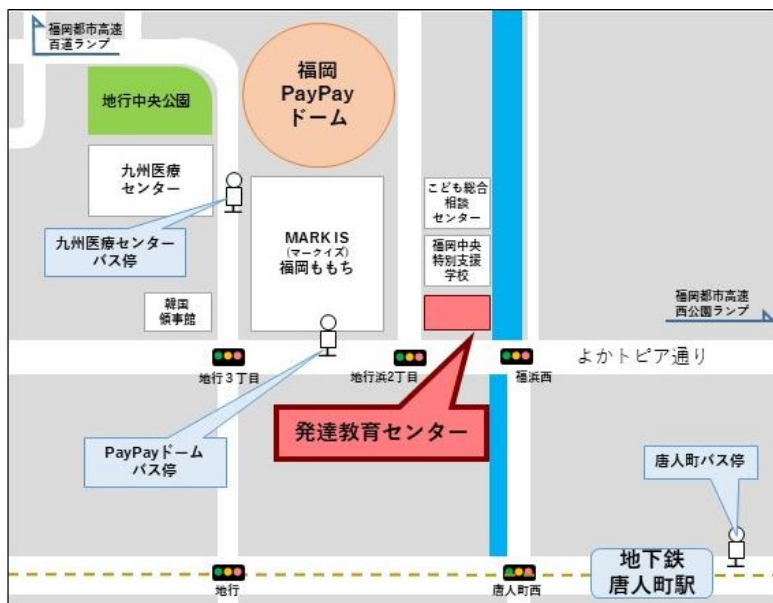 福岡都市高速
百道ランプ
地行中央公園
福岡
PayPay
ドーム
九州医療
センター
こども総合
相談
センター
九州医療センター
バス停
MARK IS
(マークイズ)
福岡ももち
福岡中央
特別支援
学校
韓国
領事館
福岡都市高速
西公園ランプ
よかトピア通り
地行3丁目
地行浜2丁目
福浜西
発達教育センター
PayPayドーム
バス停
唐人町バス停
地下鉄
唐人町駅
地行
唐人町西